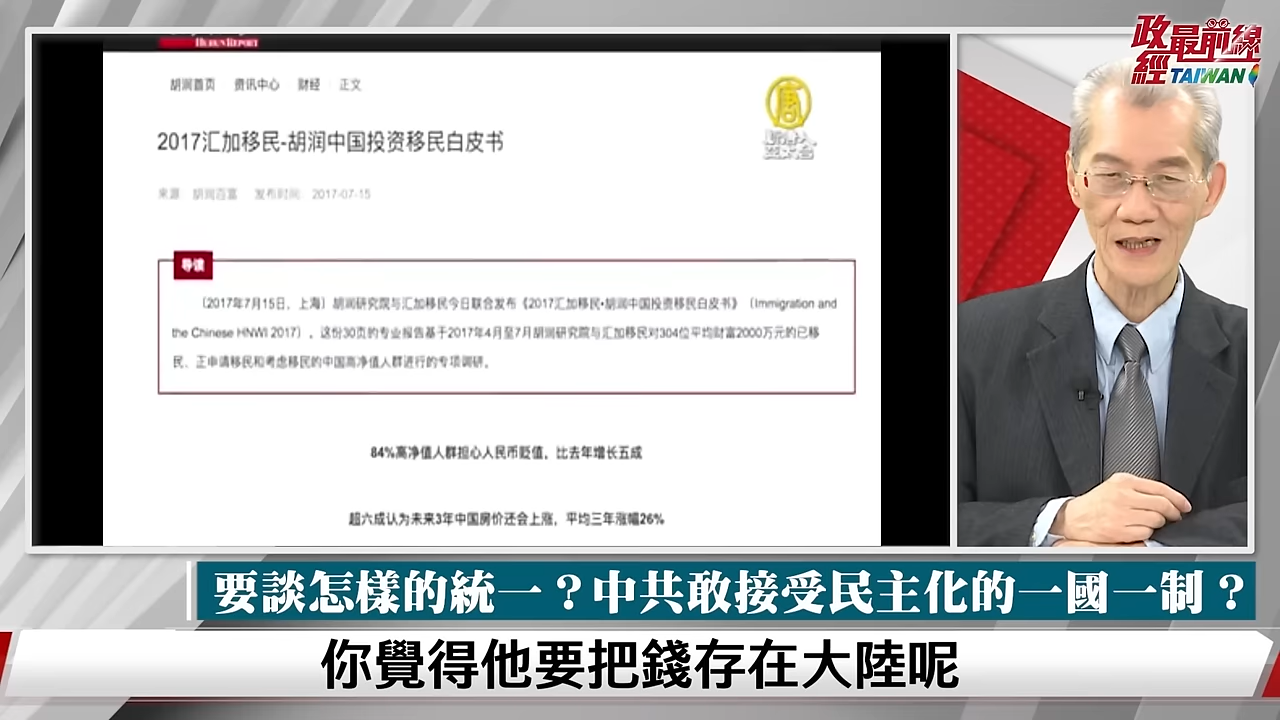 HURUN REPORT
政經最前線
TAIWAN
胡润首页 资讯中心 财经 正文
2017汇加移民-胡润中国投资移民白皮书
新唐人
亚太台
来源 胡润百富 发布时间 2017-07-15
导读
（2017年7月15日，上海）胡润研究院与汇加移民今日联合发布《2017汇加移民•胡润中国投资移民白皮书》（Immigration and
the Chinese HNWI 2017）。这份30页的专业报告基于2017年4月至7月胡润研究院与汇加移民对304位平均财富2000万元的已移
民、正申请移民和考虑移民的中国高净值人群进行的专项调研。
84%高净值人群担心人民币贬值，比去年增长五成
超六成认为未来3年中国房价还会上涨，平均三年涨幅26%
要談怎樣的統一？中共敢接受民主化的一國一制？
你覺得他要把錢存在大陸呢